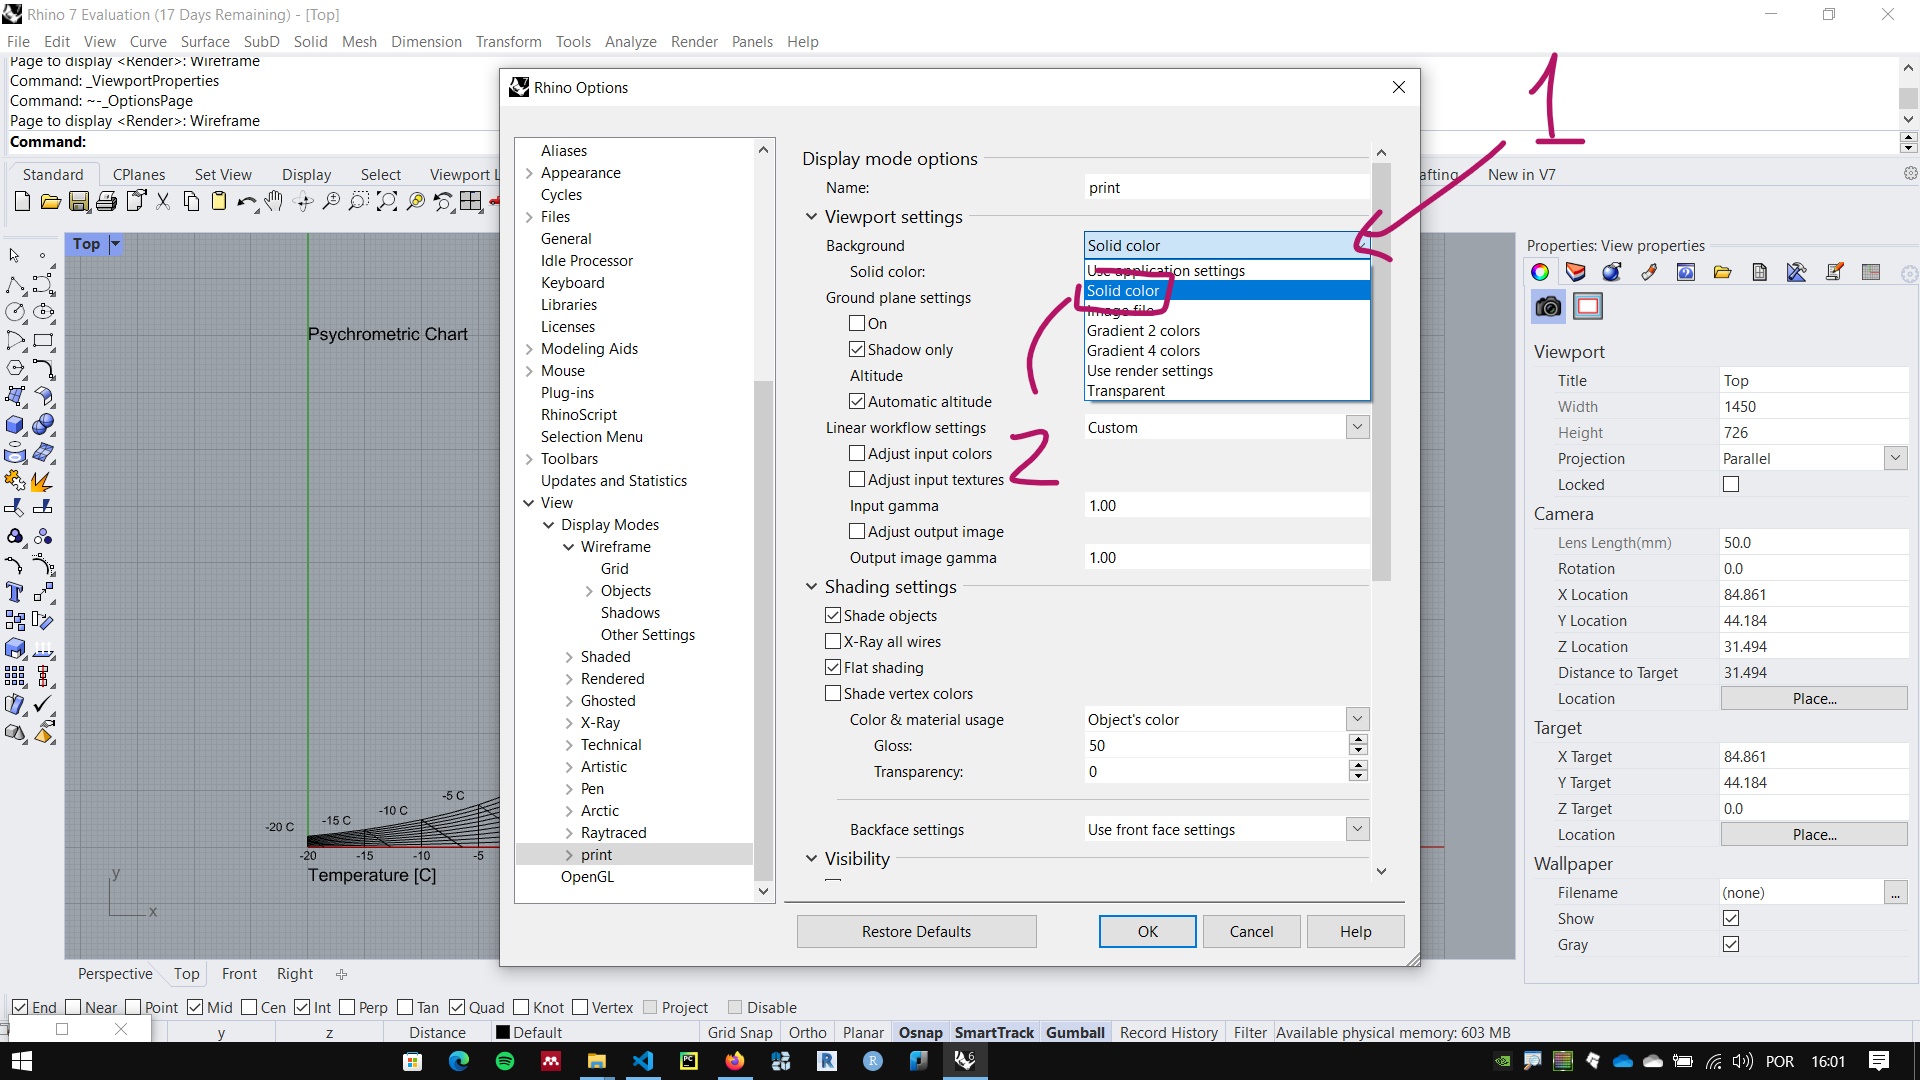 Rhino 7 Evaluation (17 Days Remaining) - [Top]
File Edit View Curve Surface SubD Solid Mesh Dimension Transform Tools Analyze Render Panels Help
Page to display <Render>: Wireframe
Command: _ViewportProperties
Command: ~-_OptionsPage
Page to display <Render>: Wireframe
Command:
Standard CPlanes Set View Display Select Viewport L
afting New in V7
Top
Psychrometric Chart
-20 C -15 C -10 C -5 C
-20 -15 -10 -5
Temperature [C]
y
x
Rhino Options
Aliases
Appearance
Cycles
Files
General
Idle Processor
Keyboard
Libraries
Licenses
Modeling Aids
Mouse
Plug-ins
RhinoScript
Selection Menu
Toolbars
Updates and Statistics
View
Display Modes
Wireframe
Grid
Objects
Shadows
Other Settings
Shaded
Rendered
Ghosted
X-Ray
Technical
Artistic
Pen
Arctic
Raytraced
print
OpenGL
Display mode options
Name: print
Viewport settings
Background Solid color
Solid color:
Use application settings
Solid color
Image file
Gradient 2 colors
Gradient 4 colors
Use render settings
Transparent
Ground plane settings
On
Shadow only
Altitude
Automatic altitude
Linear workflow settings Custom
Adjust input colors
Adjust input textures
Input gamma 1.00
Adjust output image
Output image gamma 1.00
Shading settings
Shade objects
X-Ray all wires
Flat shading
Shade vertex colors
Color & material usage Object's color
Gloss: 50
Transparency: 0
Backface settings Use front face settings
Visibility
Restore Defaults OK Cancel Help
1
2
Properties: View properties
Viewport
Title Top
Width 1450
Height 726
Projection Parallel
Locked
Camera
Lens Length(mm) 50.0
Rotation 0.0
X Location 84.861
Y Location 44.184
Z Location 31.494
Distance to Target 31.494
Location Place...
Target
X Target 84.861
Y Target 44.184
Z Target 0.0
Location Place...
Wallpaper
Filename (none) ...
Show
Gray
Perspective Top Front Right
End Near Point Mid Cen Int Perp Tan Quad Knot Vertex Project Disable
y z Distance Default Grid Snap Ortho Planar Osnap SmartTrack Gumball Record History Filter Available physical memory: 603 MB
POR 16:01